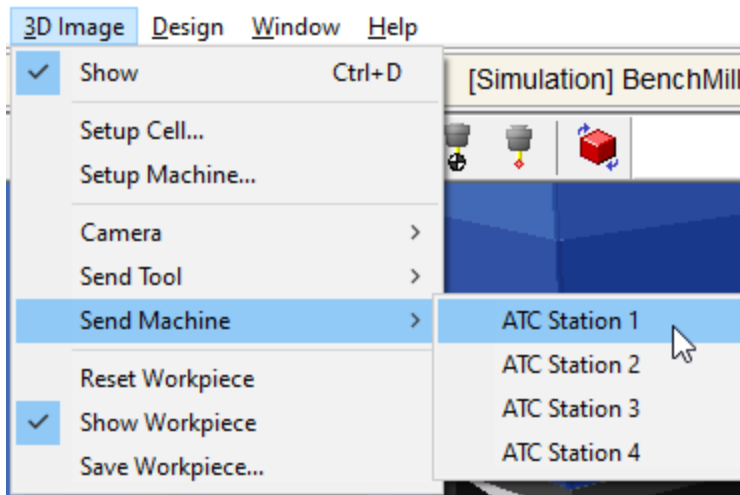 3D Image Design Window Help
Show Ctrl+D
[Simulation] BenchMill
Setup Cell...
Setup Machine...
Camera
Send Tool
Send Machine
ATC Station 1
ATC Station 2
ATC Station 3
ATC Station 4
Reset Workpiece
Show Workpiece
Save Workpiece...